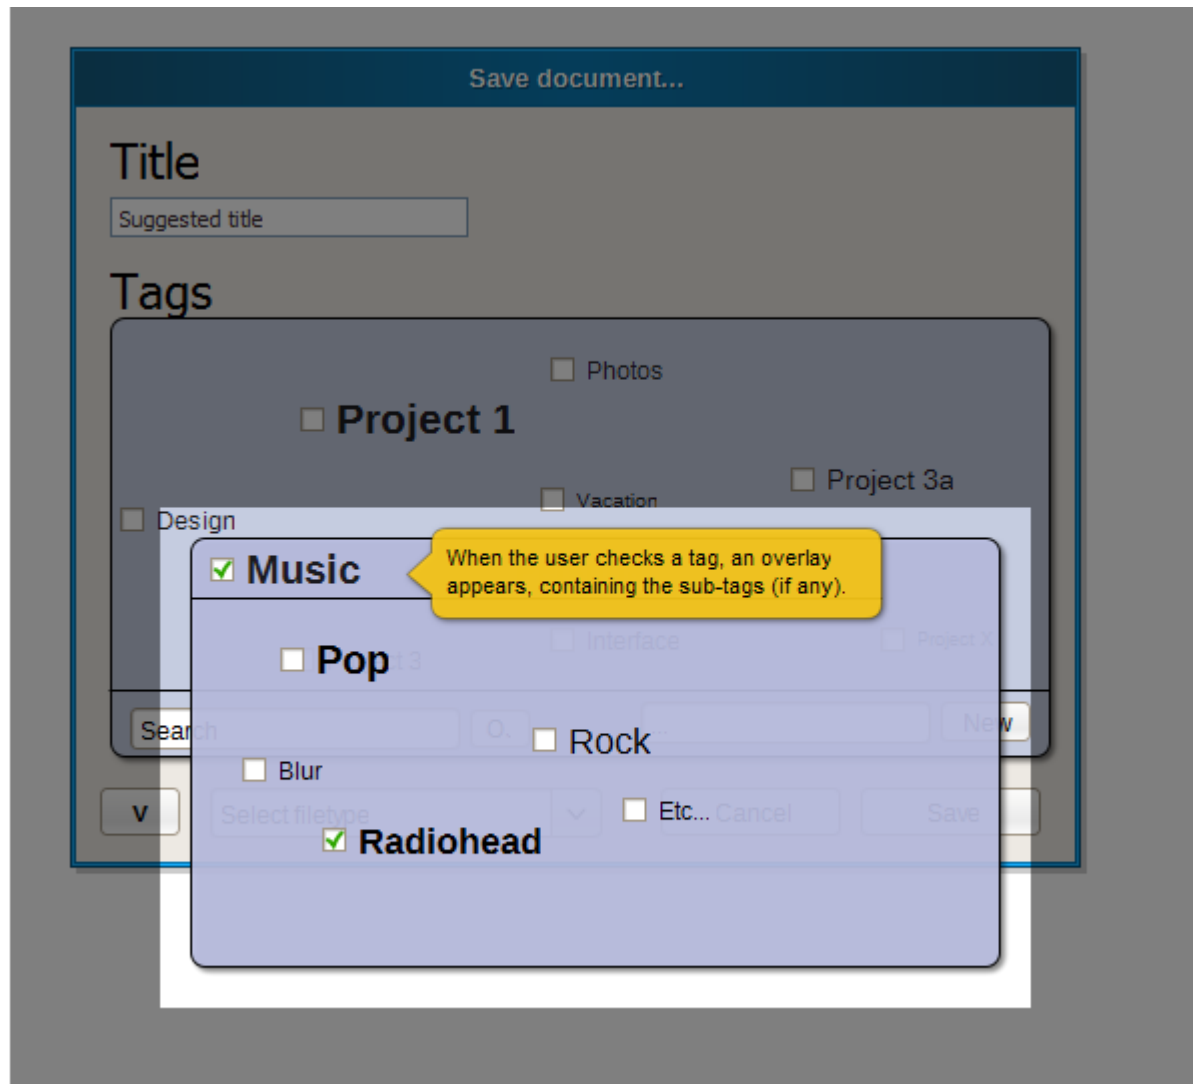 Save document...
Title
Suggested title
Tags
Photos
Project 1
Project 3a
Vacation
Design
Music
When the user checks a tag, an overlay
appears, containing the sub-tags (if any).
Interface
Project X
Pop
3
Search
O.
...
New
Rock
Blur
V
Select filetype
Etc...
Cancel
Save
Radiohead